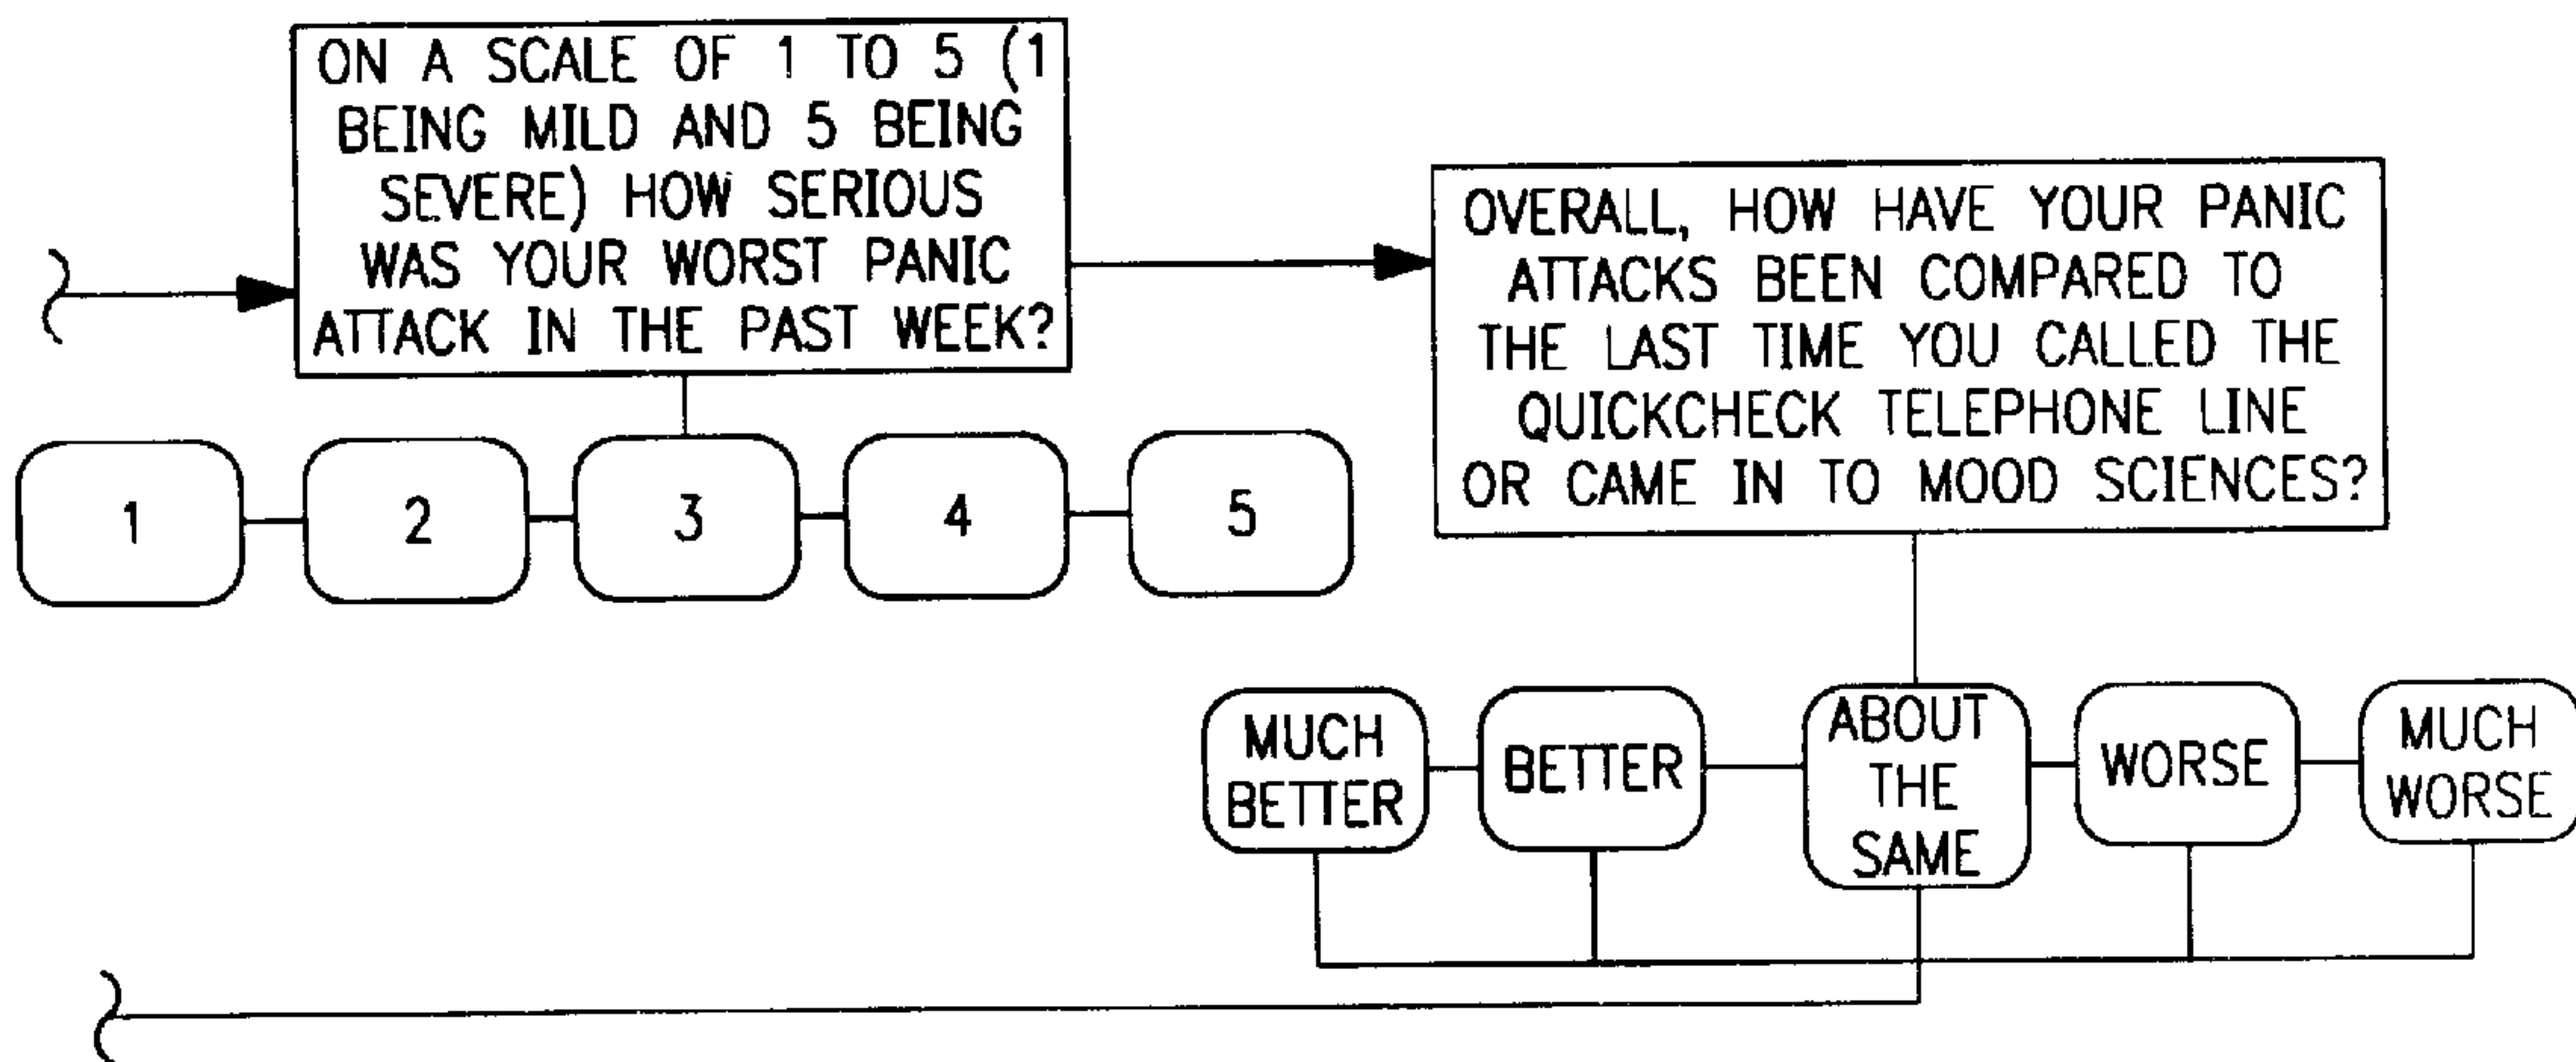 ON A SCALE OF 1 TO 5 (1
BEING MILD AND 5 BEING
SEVERE) HOW SERIOUS
WAS YOUR WORST PANIC
ATTACK IN THE PAST WEEK?
1
2
3
4
5
OVERALL, HOW HAVE YOUR PANIC
ATTACKS BEEN COMPARED TO
THE LAST TIME YOU CALLED THE
QUICKCHECK TELEPHONE LINE
OR CAME IN TO MOOD SCIENCES?
MUCH
BETTER
BETTER
ABOUT
THE
SAME
WORSE
MUCH
WORSE